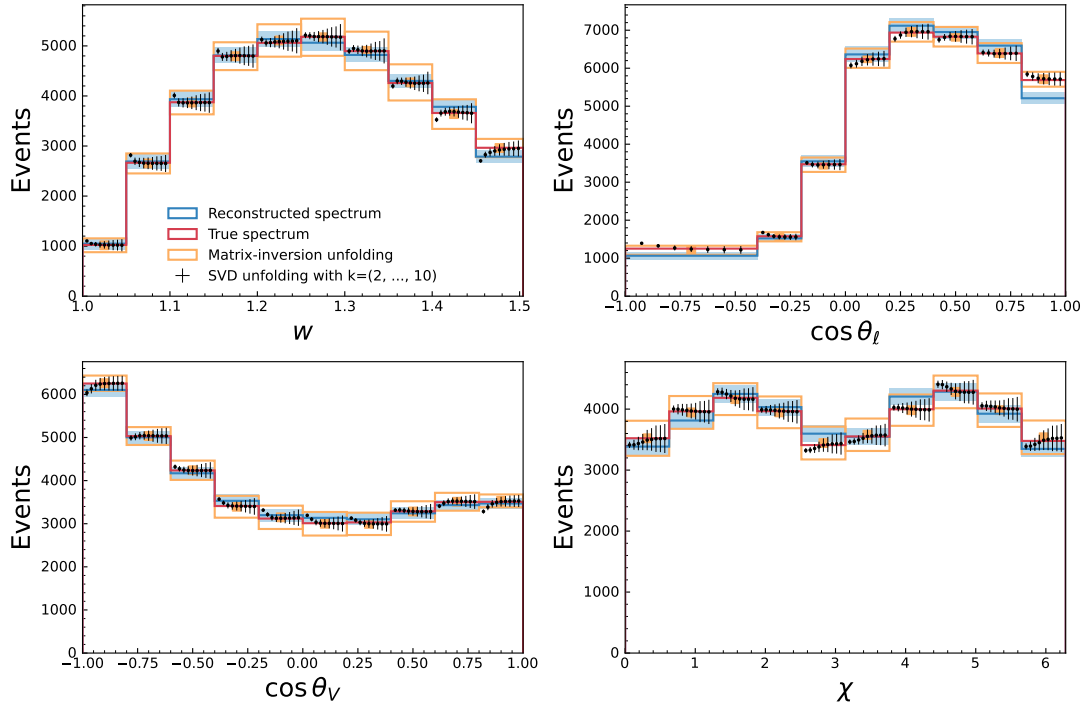 Events
5000
4000
3000
2000
1000
0
Reconstructed spectrum
True spectrum
Matrix-inversion unfolding
SVD unfolding with k=(2, ..., 10)
1.0 1.1 1.2 1.3 1.4 1.5
w
Events
7000
6000
5000
4000
3000
2000
1000
0
−1.00 −0.75 −0.50 −0.25 0.00 0.25 0.50 0.75 1.00
cos θℓ
Events
6000
5000
4000
3000
2000
1000
0
−1.00 −0.75 −0.50 −0.25 0.00 0.25 0.50 0.75 1.00
cos θV
Events
4000
3000
2000
1000
0
0 1 2 3 4 5 6
χ